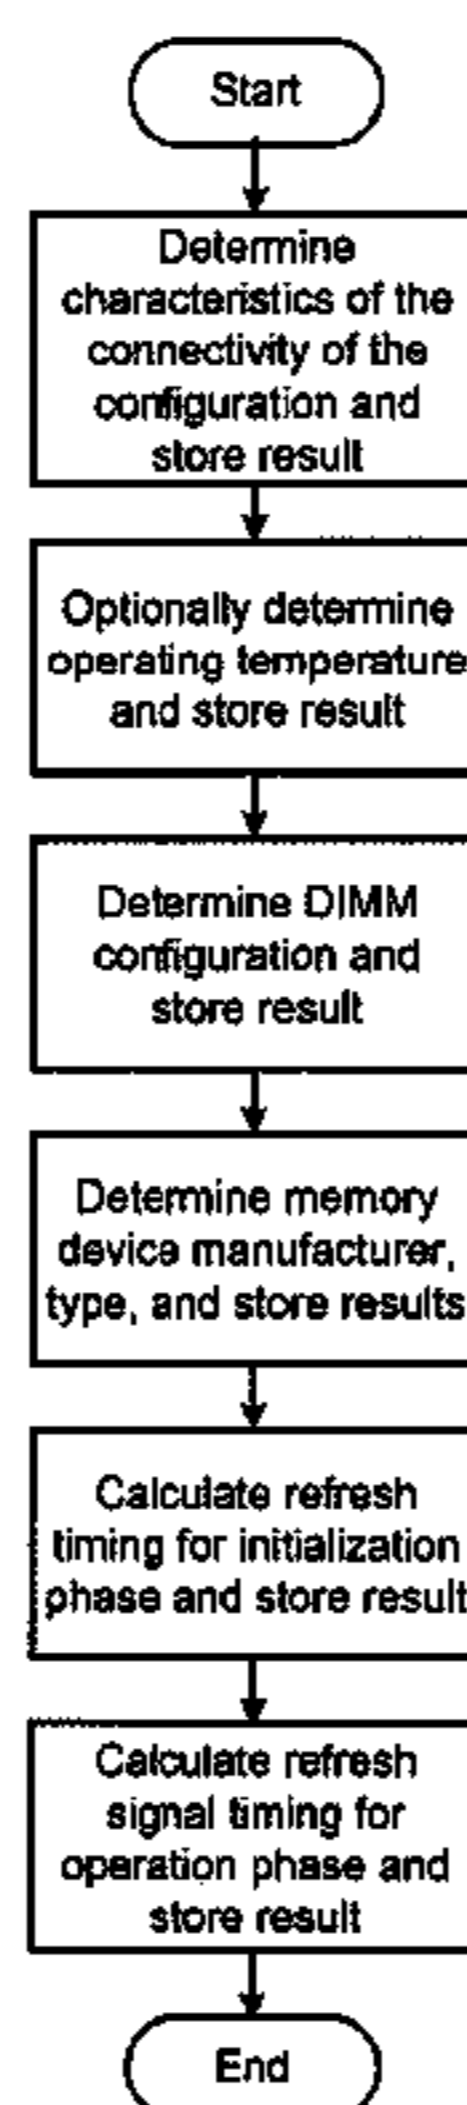 Start
Determine
characteristics of the
connectivity of the
configuration and
store result
Optionally determine
operating temperature
and store result
Determine DIMM
configuration and
store result
Determine memory
device manufacturer,
type, and store results
Calculate refresh
timing for initialization
phase and store result
Calculate refresh
signal timing for
operation phase and
store result
End